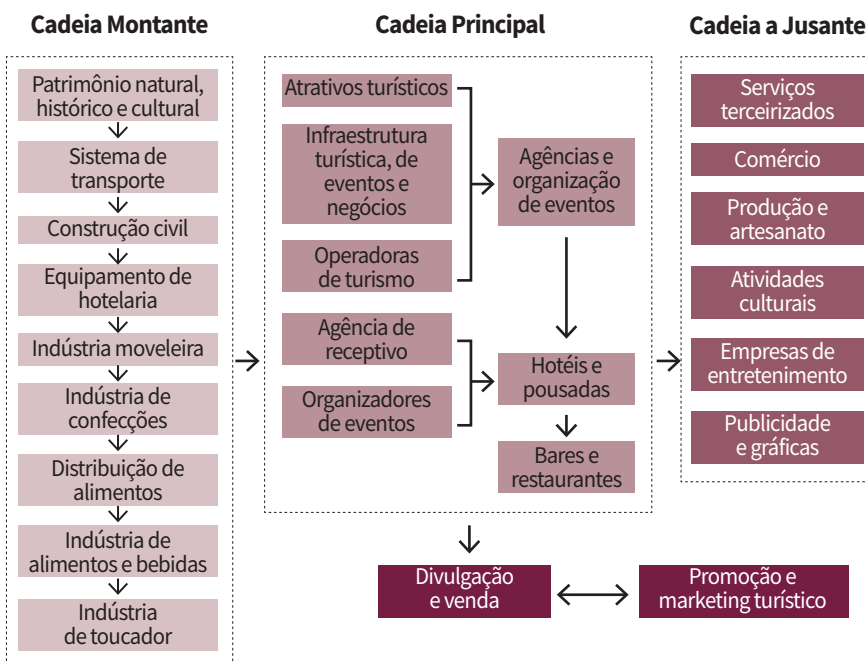 Cadeia Montante
Patrimônio natural,
histórico e cultural
Sistema de
transporte
Construção civil
Equipamento de
hotelaria
Indústria moveleira
Indústria de
confecções
Distribuição de
alimentos
Indústria de
alimentos e bebidas
Indústria
de toucador
Cadeia Principal
Atrativos turísticos
Infraestrutura
turística, de
eventos e
negócios
Operadoras
de turismo
Agência de
receptivo
Organizadores
de eventos
Agências e
organização
de eventos
Hotéis e
pousadas
Bares e
restaurantes
Cadeia a Jusante
Serviços
terceirizados
Comércio
Produção e
artesanato
Atividades
culturais
Empresas de
entretenimento
Publicidade
e gráficas
Divulgação
e venda
Promoção e
marketing turístico